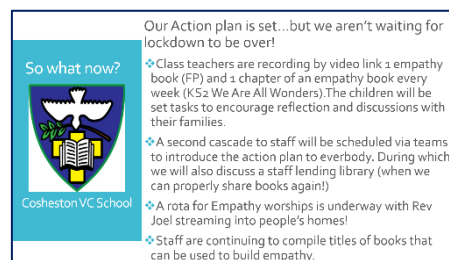 So what now?
Cosheston VC School
Our Action plan is set...but we aren't waiting for
lockdown to be over!
Class teachers are recording by video link 1 empathy
book (FP) and 1 chapter of an empathy book every
week (KS2 We Are All Wonders).The children will be
set tasks to encourage reflection and discussions with
their families.
A second cascade to staff will be scheduled via teams
to introduce the action plan to everbody. During which
we will also discuss a staff lending library (when we
can properly share books again!)
A rota for Empathy worships is underway with Rev
Joel streaming into people's homes!
Staff are continuing to compile titles of books that
can be used to build empathy.